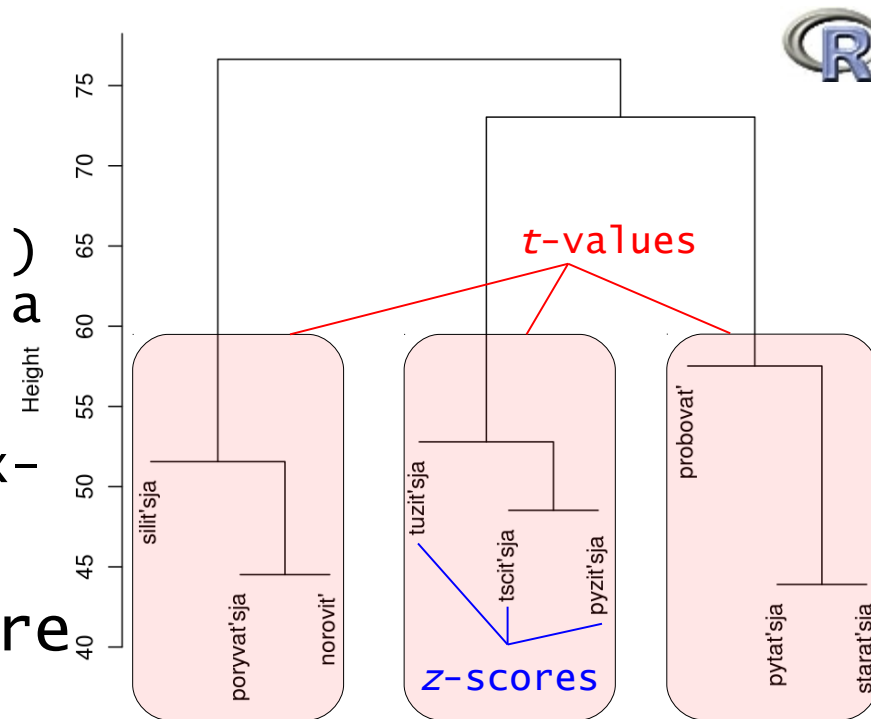 R
75
70
65
60
55
50
45
40
Height
)
a
x-
re
t-values
silit'sja
poryvat'sja
norovit'
tuzit'sja
tscit'sja
pyzit'sja
probovat'
pytat'sja
starat'sja
z-scores